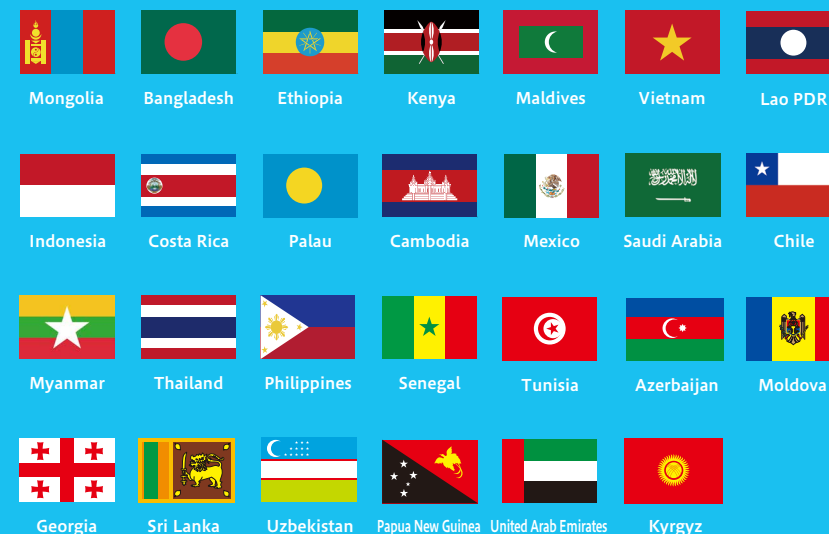 Mongolia Bangladesh Ethiopia Kenya Maldives Vietnam Lao PDR
Indonesia Costa Rica Palau Cambodia Mexico Saudi Arabia Chile
Myanmar Thailand Philippines Senegal Tunisia Azerbaijan Moldova
Georgia Sri Lanka Uzbekistan Papua New Guinea United Arab Emirates Kyrgyz